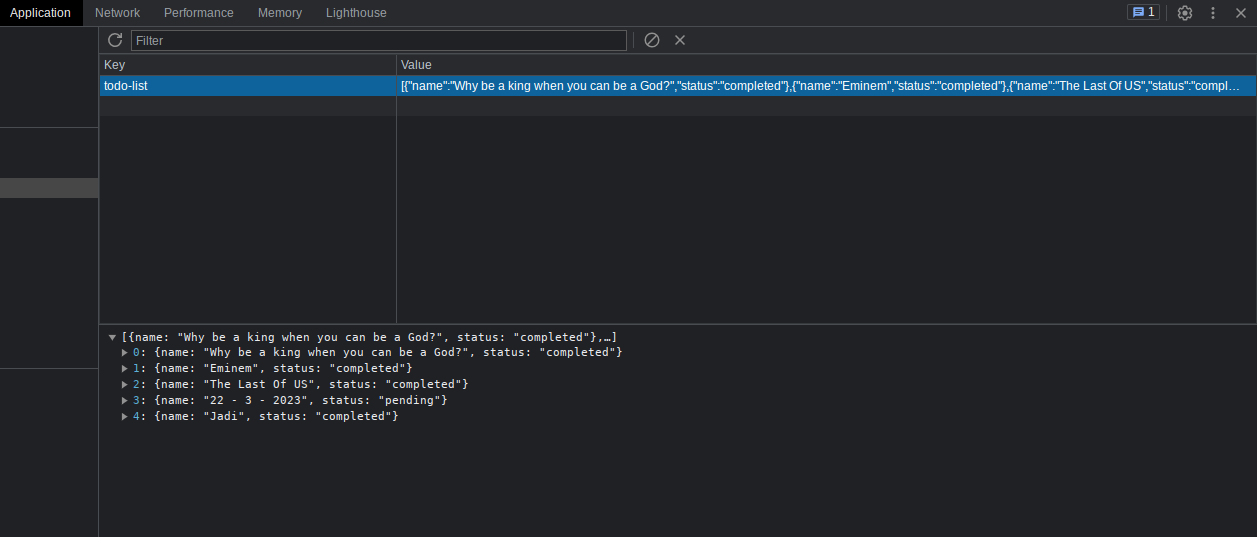 Application Network Performance Memory Lighthouse 1
Filter
Key Value
todo-list [{"name":"Why be a king when you can be a God?","status":"completed"},{"name":"Eminem","status":"completed"},{"name":"The Last Of US","status":"compl…
[{name: "Why be a king when you can be a God?", status: "completed"},…]
0: {name: "Why be a king when you can be a God?", status: "completed"}
1: {name: "Eminem", status: "completed"}
2: {name: "The Last Of US", status: "completed"}
3: {name: "22 - 3 - 2023", status: "pending"}
4: {name: "Jadi", status: "completed"}